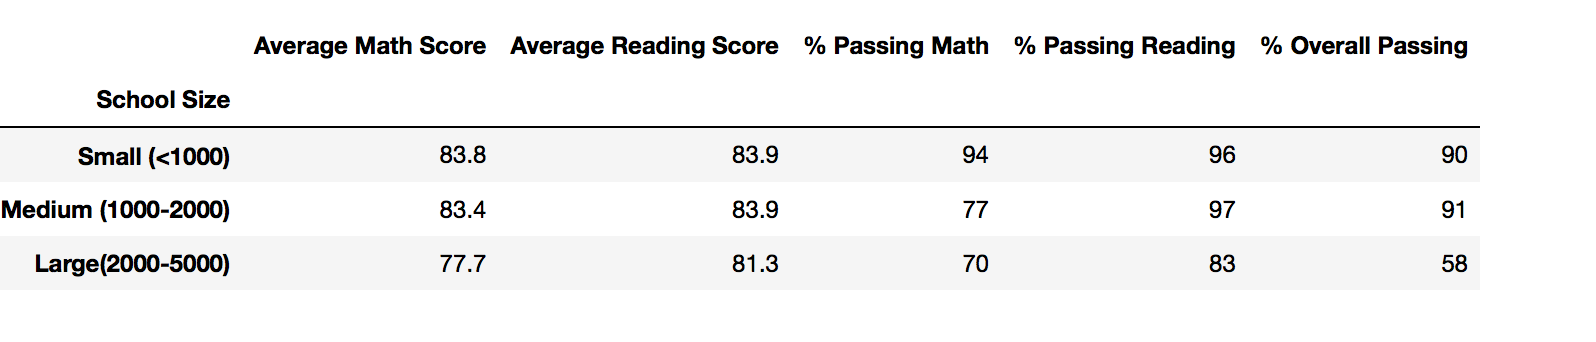 Average Math Score Average Reading Score % Passing Math % Passing Reading % Overall Passing
School Size
Small (<1000) 83.8 83.9 94 96 90
Medium (1000-2000) 83.4 83.9 77 97 91
Large(2000-5000) 77.7 81.3 70 83 58